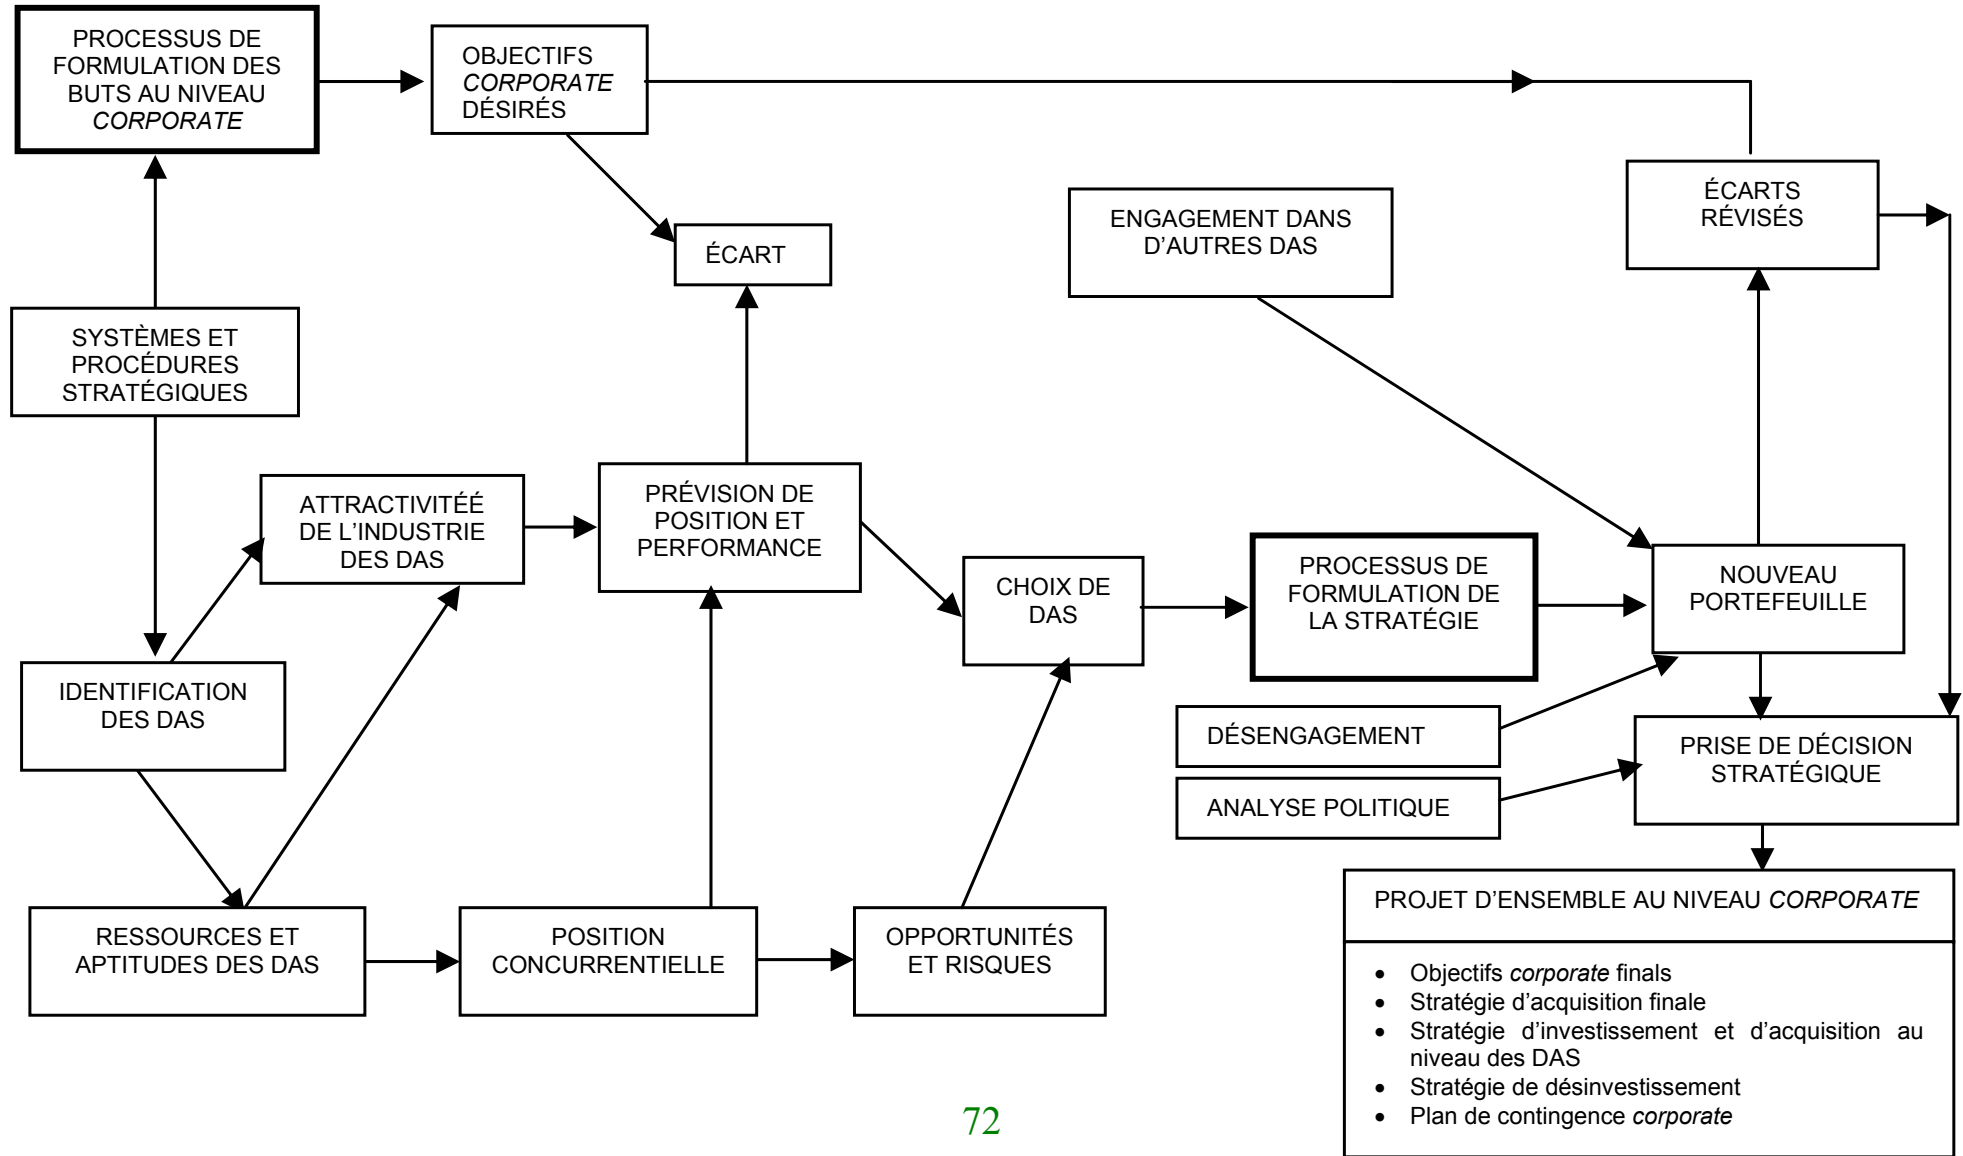 PROCESSUS DE
FORMULATION DES
BUTS AU NIVEAU
CORPORATE
OBJECTIFS
CORPORATE
DÉSIRÉS
ÉCARTS
RÉVISÉS
ENGAGEMENT DANS
D’AUTRES DAS
ÉCART
SYSTÈMES ET
PROCÉDURES
STRATÉGIQUES
ATTRACTIVITÉÉ
DE L’INDUSTRIE
DES DAS
PRÉVISION DE
POSITION ET
PERFORMANCE
CHOIX DE
DAS
PROCESSUS DE
FORMULATION DE
LA STRATÉGIE
NOUVEAU
PORTEFEUILLE
IDENTIFICATION
DES DAS
DÉSENGAGEMENT
PRISE DE DÉCISION
STRATÉGIQUE
ANALYSE POLITIQUE
RESSOURCES ET
APTITUDES DES DAS
POSITION
CONCURRENTIELLE
OPPORTUNITÉS
ET RISQUES
PROJET D’ENSEMBLE AU NIVEAU CORPORATE
• Objectifs corporate finals
• Stratégie d’acquisition finale
• Stratégie d’investissement et d’acquisition au
niveau des DAS
• Stratégie de désinvestissement
• Plan de contingence corporate
72